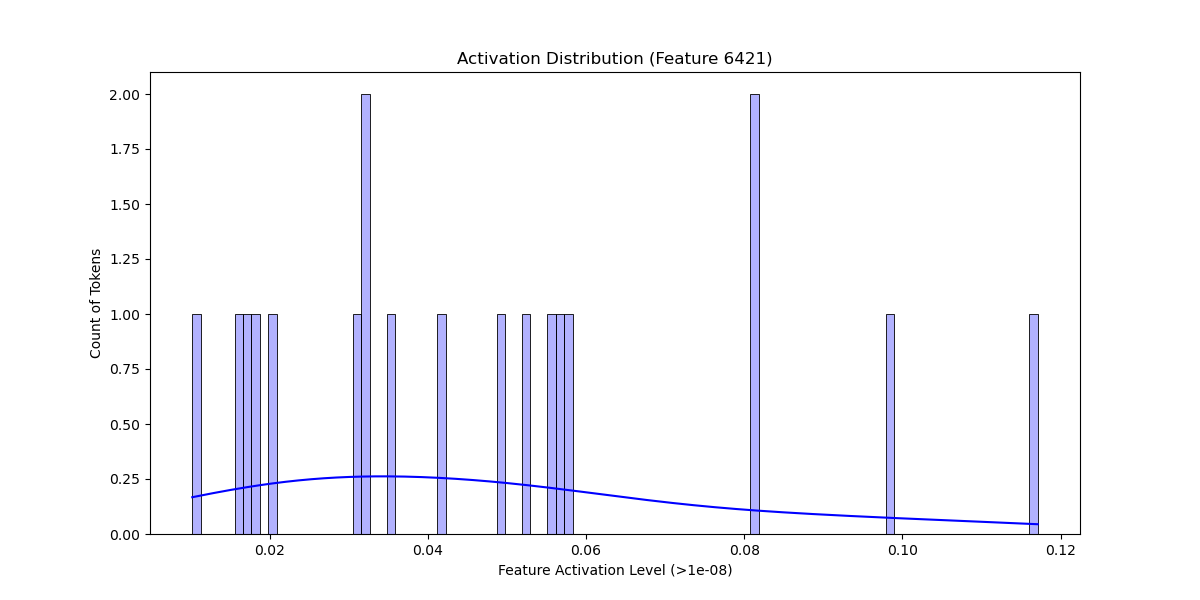 Activation Distribution (Feature 6421)
Count of Tokens
2.00
1.75
1.50
1.25
1.00
0.75
0.50
0.25
0.00
0.02 0.04 0.06 0.08 0.10 0.12
Feature Activation Level (>1e-08)